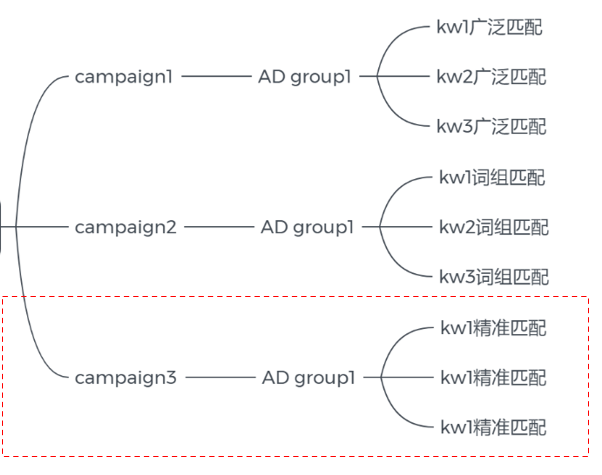 kw1广泛匹配
campaign1 AD group1 kw2广泛匹配
kw3广泛匹配
kw1词组匹配
campaign2 AD group1 kw2词组匹配
kw3词组匹配
kw1精准匹配
campaign3 AD group1 kw1精准匹配
kw1精准匹配